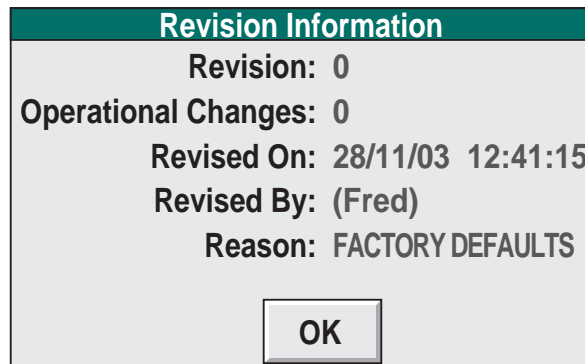 Revision Information
Revision: 0
Operational Changes: 0
Revised On: 28/11/03 12:41:15
Revised By: (Fred)
Reason: FACTORY DEFAULTS
OK